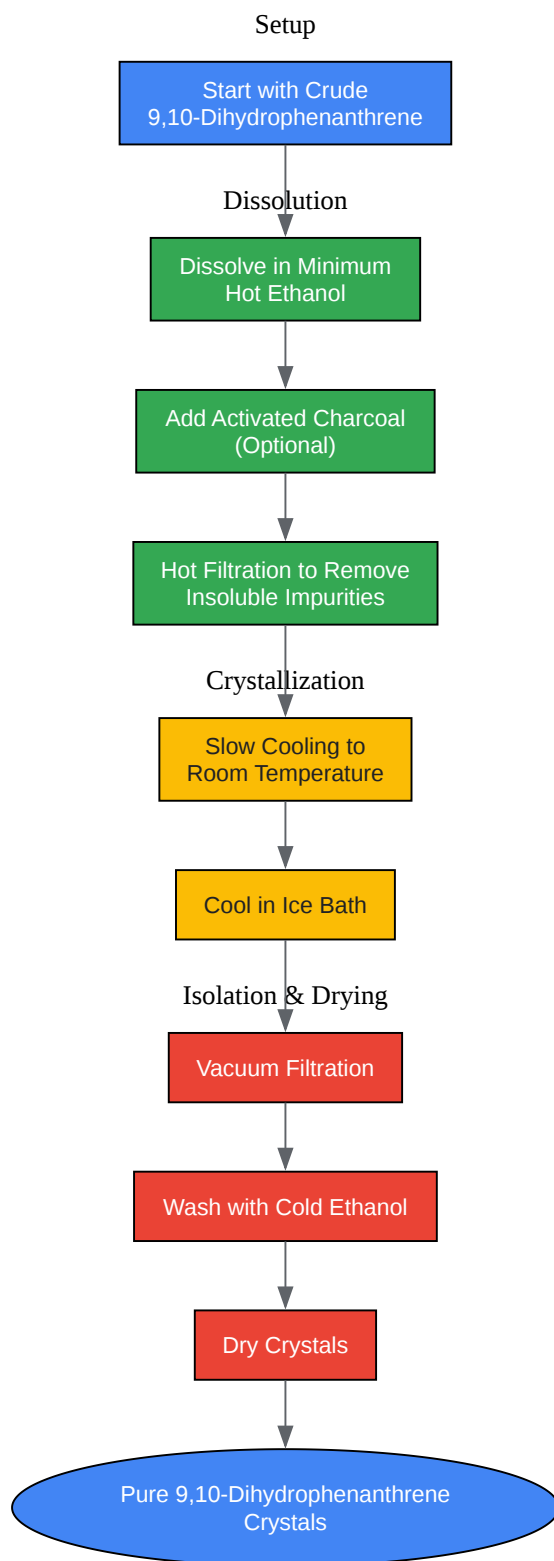 Setup
Start with Crude
9,10-Dihydrophenanthrene
Dissolution
Dissolve in Minimum
Hot Ethanol
Add Activated Charcoal
(Optional)
Hot Filtration to Remove
Insoluble Impurities
Crystallization
Slow Cooling to
Room Temperature
Cool in Ice Bath
Isolation & Drying
Vacuum Filtration
Wash with Cold Ethanol
Dry Crystals
Pure 9,10-Dihydrophenanthrene
Crystals